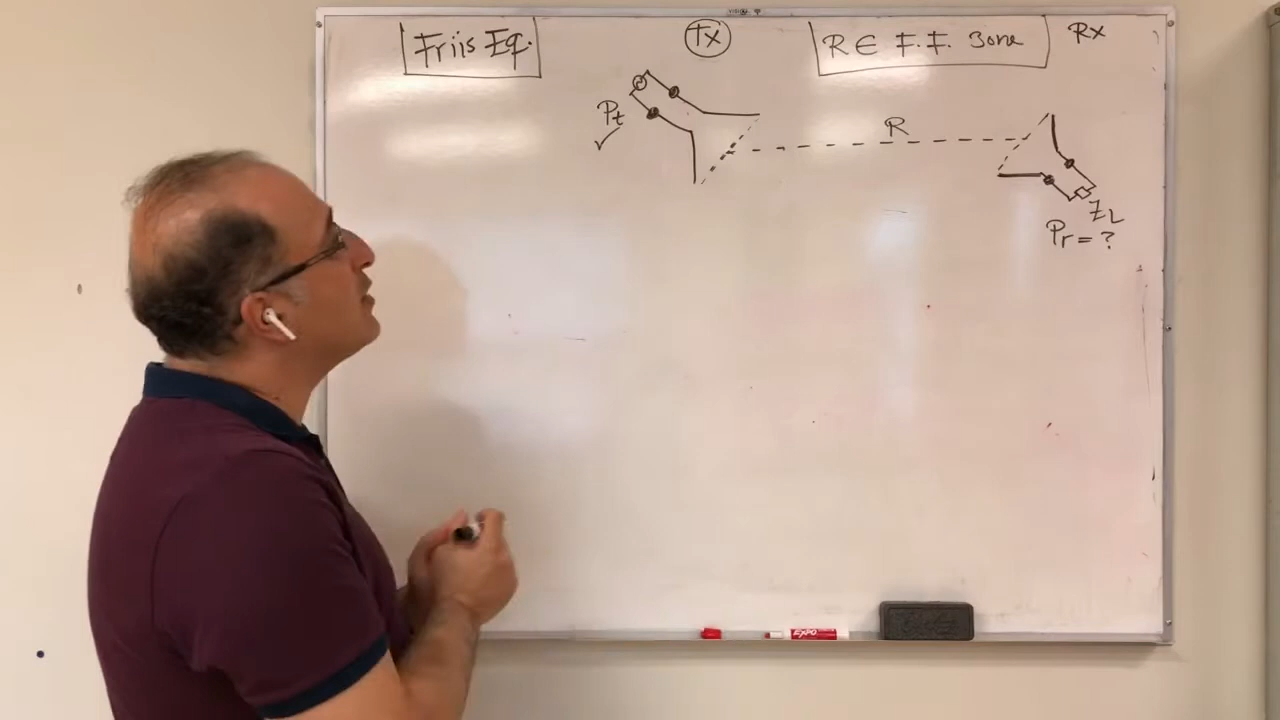 Friis Eq.
Tx
R ∈ F.F. Zone
Rx
Pt
✓
R
ZL
Pr = ?
EXPO